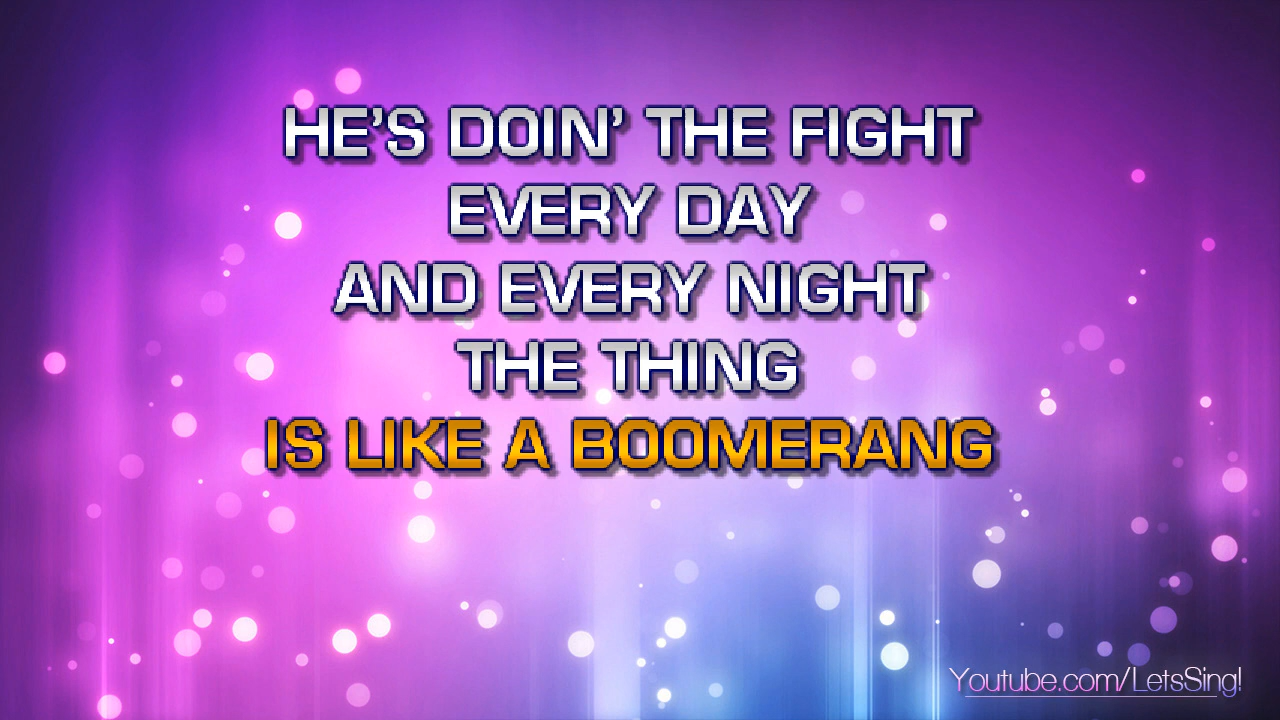 HE'S DOIN' THE FIGHT
EVERY DAY
AND EVERY NIGHT
THE THING
IS LIKE A BOOMERANG
Youtube.com/LetsSing!